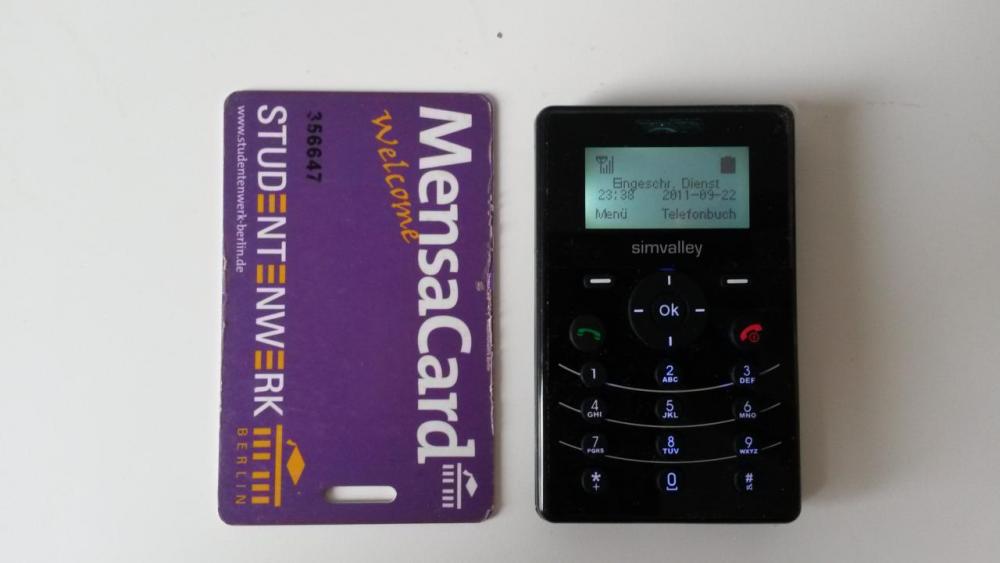 MensaCard
Welcome
356647
STUDENTENWERK
BERLIN
www.studentenwerk-berlin.de
Eingeschr. Dienst
23:38 2011-09-22
Menü Telefonbuch
simvalley
ok
1 2 ABC 3 DEF
4 GHI 5 JKL 6 MNO
7 PQRS 8 TUV 9 WXYZ
* + 0 #